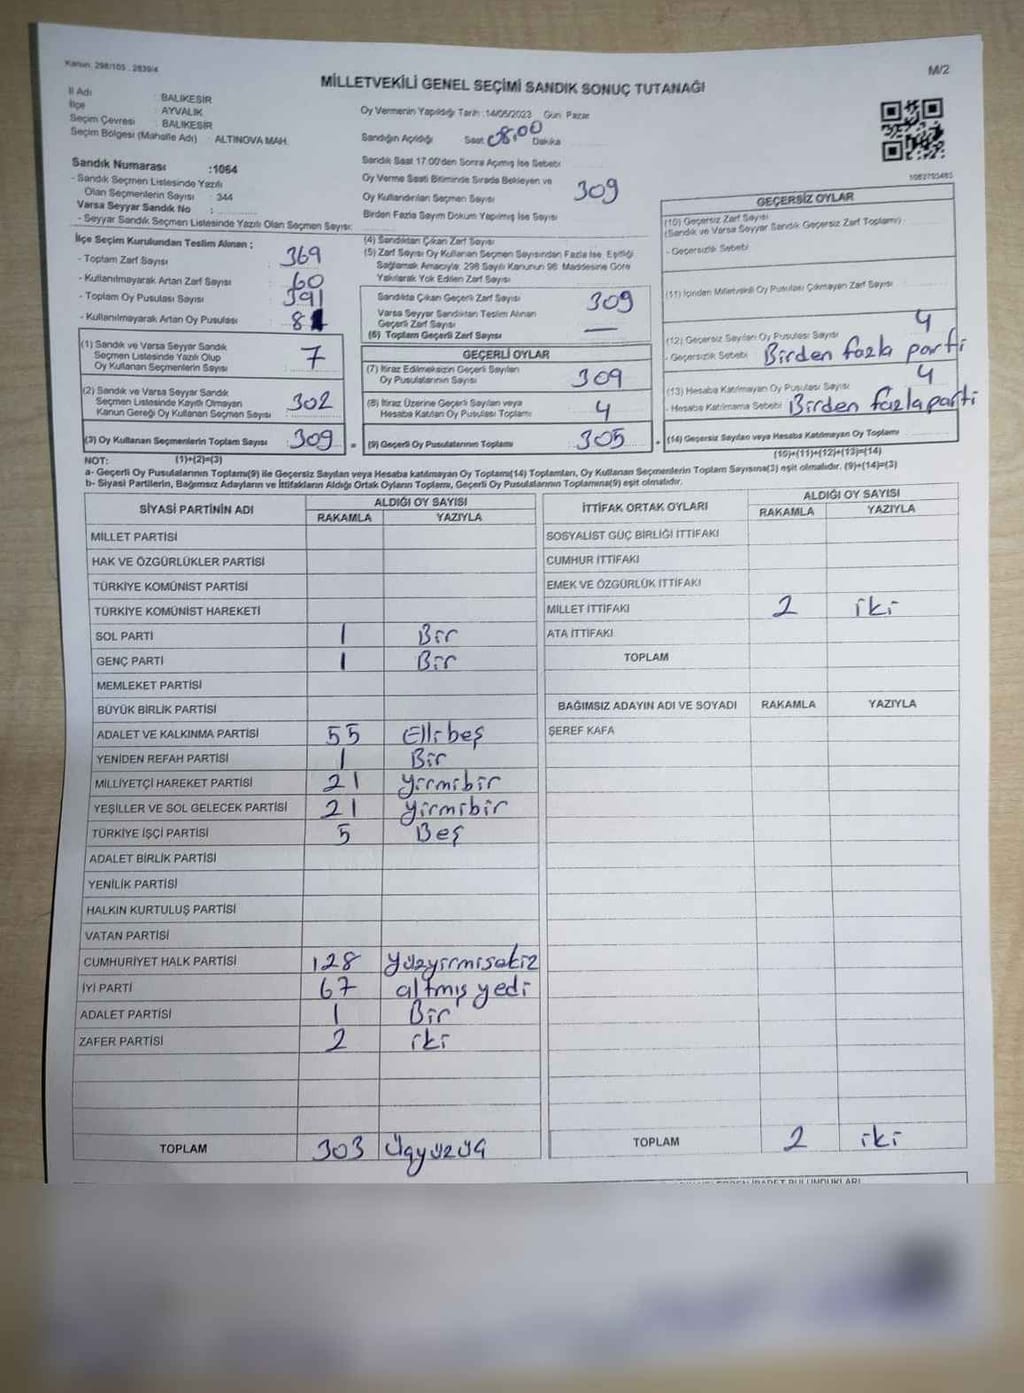 Kanun, 298/105 , 2839/4
M/2
MİLLETVEKİLİ GENEL SEÇİMİ SANDIK SONUÇ TUTANAĞI
İl Adı : BALIKESİR
İlçe : AYVALIK
Seçim Çevresi : BALIKESİR
Seçim Bölgesi (Mahalle Adı) : ALTINOVA MAH.
Sandık Numarası :1064
- Sandık Seçmen Listesinde Yazılı
Olan Seçmenlerin Sayısı : 344
Varsa Seyyar Sandık No :
- Seyyar Sandık Seçmen Listesinde Yazılı Olan Seçmen Sayısı:
Oy Vermenin Yapıldığı Tarih :14/05/2023 Gün: Pazar
Sandığın Açıldığı Saat 08.00 Dakika
Sandık Saat 17.00'den Sonra Açılmış İse Sebebi
Oy Verme Saati Bitiminde Sırada Bekleyen ve
Oy Kullandırılan Seçmen Sayısı 309
Birden Fazla Sayım Döküm Yapılmış İse Sayısı
İlçe Seçim Kurulundan Teslim Alınan ;
- Toplam Zarf Sayısı 369
- Kullanılmayarak Artan Zarf Sayısı 60
- Toplam Oy Pusulası Sayısı 391
- Kullanılmayarak Artan Oy Pusulası
(1) Sandık ve Varsa Seyyar Sandık
Seçmen Listesinde Yazılı Olup
Oy Kullanan Seçmenlerin Sayısı 7
(2) Sandık ve Varsa Seyyar Sandık
Seçmen Listesinde Kayıtlı Olmayan
Kanun Gereği Oy Kullanan Seçmen Sayısı 302
(3) Oy Kullanan Seçmenlerin Toplam Sayısı 309 =
(4) Sandıktan Çıkan Zarf Sayısı
(5) Zarf Sayısı Oy Kullanan Seçmen Sayısından Fazla İse, Eşitliği
Sağlamak Amacıyla, 298 Sayılı Kanunun 98. Maddesine Göre
Yakılarak Yok Edilen Zarf Sayısı
Sandıkta Çıkan Geçerli Zarf Sayısı 309
Varsa Seyyar Sandıktan Teslim Alınan
Geçerli Zarf Sayısı
(6) Toplam Geçerli Zarf Sayısı —
GEÇERLİ OYLAR
(7) İtiraz Edilmeksizin Geçerli Sayılan
Oy Pusulalarının Sayısı 309
(8) İtiraz Üzerine Geçerli Sayılan veya
Hesaba Katılan Oy Pusulası Toplamı 4
(9) Geçerli Oy Pusulalarının Toplamı 305 +
GEÇERSİZ OYLAR
(10) Geçersiz Zarf Sayısı
(Sandık ve Varsa Seyyar Sandık Geçersiz Zarf Toplamı) :
- Geçersizlik Sebebi
(11) İçinden Milletvekili Oy Pusulası Çıkmayan Zarf Sayısı
(12) Geçersiz Sayılan Oy Pusulası Sayısı 4
- Geçersizlik Sebebi Birden fazla parti
(13) Hesaba Katılmayan Oy Pusulası Sayısı 4
- Hesaba Katılmama Sebebi Birden fazla parti
(14) Geçersiz Sayılan veya Hesaba Katılmayan Oy Toplamı
(1)+(2)=(3)
(10)+(11)+(12)+(13)=(14)
NOT:
a- Geçerli Oy Pusulalarının Toplamı(9) ile Geçersiz Sayılan veya Hesaba katılmayan Oy Toplamı(14) Toplamları, Oy Kullanan Seçmenlerin Toplam Sayısına(3) eşit olmalıdır. (9)+(14)=(3)
b- Siyasi Partilerin, Bağımsız Adayların ve İttifakların Aldığı Ortak Oyların Toplamı, Geçerli Oy Pusulalarının Toplamına(9) eşit olmalıdır.
SİYASİ PARTİNİN ADI ALDIĞI OY SAYISI
RAKAMLA YAZIYLA
MİLLET PARTİSİ
HAK VE ÖZGÜRLÜKLER PARTİSİ
TÜRKİYE KOMÜNİST PARTİSİ
TÜRKİYE KOMÜNİST HAREKETİ
SOL PARTİ 1 Bir
GENÇ PARTİ 1 Bir
MEMLEKET PARTİSİ
BÜYÜK BİRLİK PARTİSİ
ADALET VE KALKINMA PARTİSİ 55 Ellibeş
YENİDEN REFAH PARTİSİ 1 Bir
MİLLİYETÇİ HAREKET PARTİSİ 21 yirmibir
YEŞİLLER VE SOL GELECEK PARTİSİ 21 yirmibir
TÜRKİYE İŞÇİ PARTİSİ 5 Beş
ADALET BİRLİK PARTİSİ
YENİLİK PARTİSİ
HALKIN KURTULUŞ PARTİSİ
VATAN PARTİSİ
CUMHURİYET HALK PARTİSİ 128 yüzyirmisekiz
İYİ PARTİ 67 altmış yedi
ADALET PARTİSİ 1 Bir
ZAFER PARTİSİ 2 iki
TOPLAM 303 üçyüzüç
İTTİFAK ORTAK OYLARI ALDIĞI OY SAYISI
RAKAMLA YAZIYLA
SOSYALİST GÜÇ BİRLİĞİ İTTİFAKI
CUMHUR İTTİFAKI
EMEK VE ÖZGÜRLÜK İTTİFAKI
MİLLET İTTİFAKI 2 iki
ATA İTTİFAKI
TOPLAM
BAĞIMSIZ ADAYIN ADI VE SOYADI RAKAMLA YAZIYLA
ŞEREF KAFA
TOPLAM 2 iki